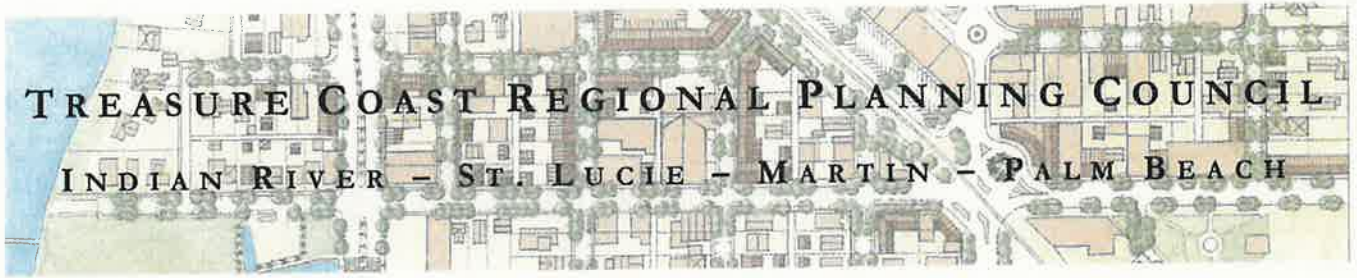 TREASURE COAST REGIONAL PLANNING COUNCIL
INDIAN RIVER – ST. LUCIE – MARTIN – PALM BEACH